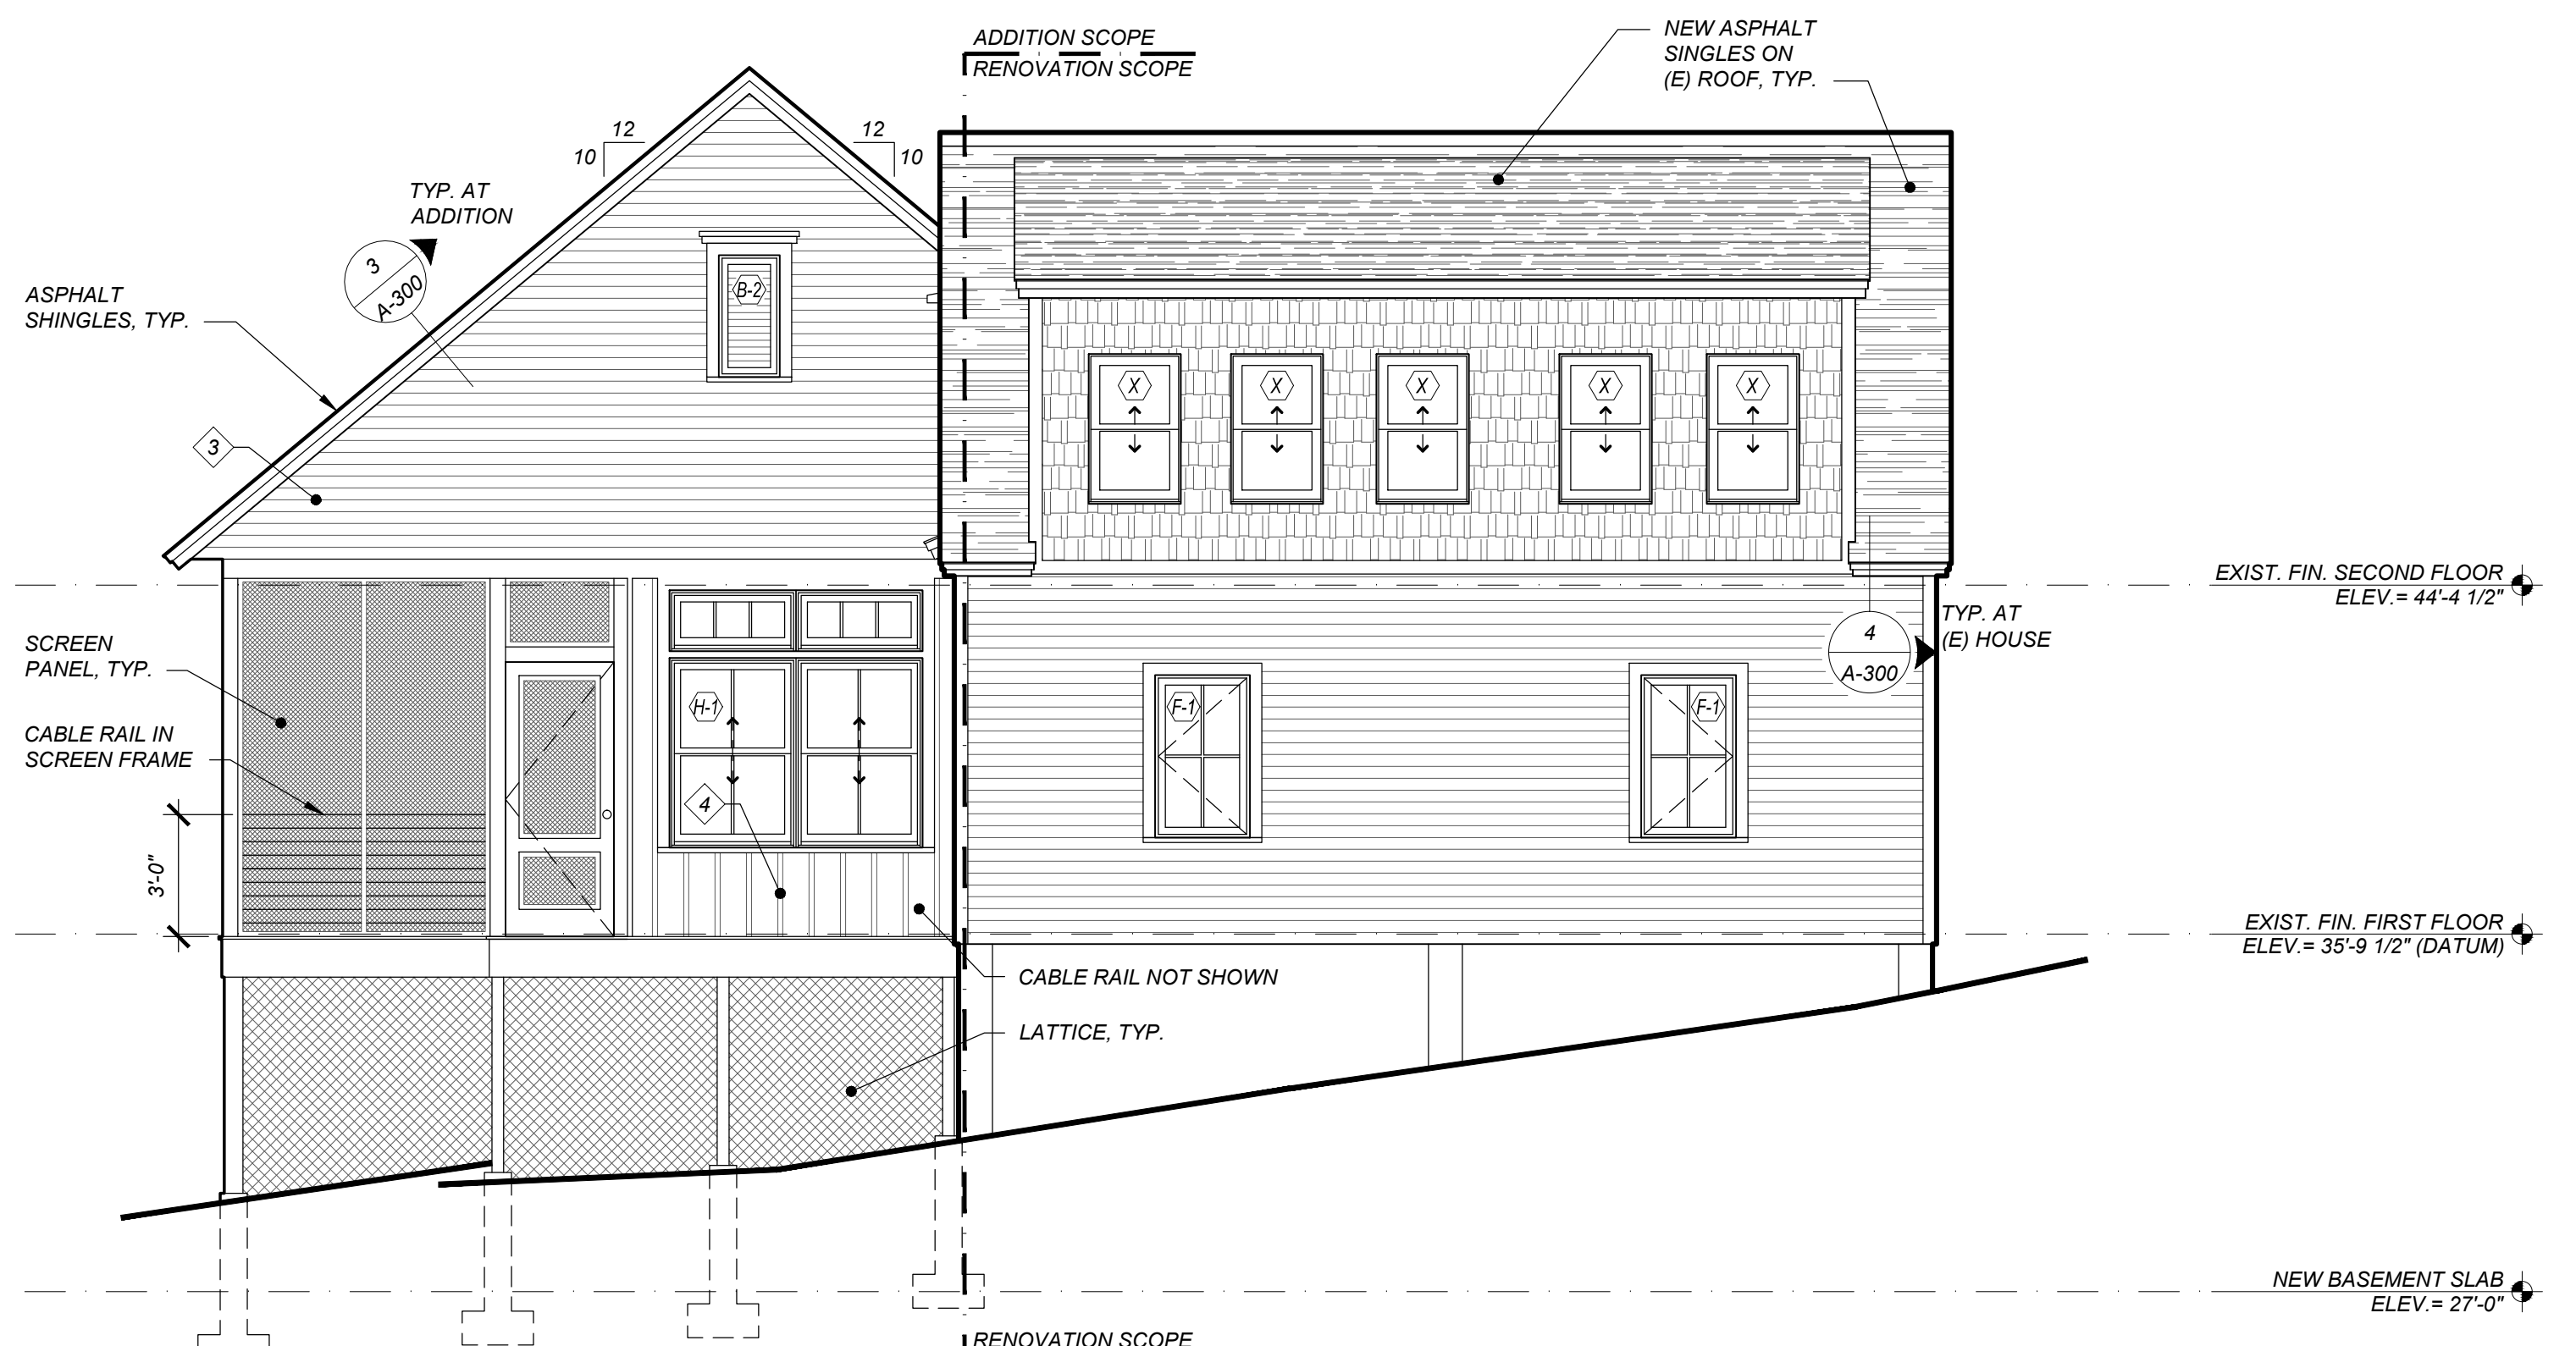 ADDITION SCOPE
RENOVATION SCOPE
NEW ASPHALT
SINGLES ON
(E) ROOF, TYP.
12
10
12
10
TYP. AT
ADDITION
3
A-300
ASPHALT
SHINGLES, TYP.
B-2
X
X
X
X
X
3
EXIST. FIN. SECOND FLOOR
ELEV.= 44'-4 1/2"
TYP. AT
(E) HOUSE
4
A-300
SCREEN
PANEL, TYP.
H-1
F-1
F-1
CABLE RAIL IN
SCREEN FRAME
4
3'-0"
EXIST. FIN. FIRST FLOOR
ELEV.= 35'-9 1/2" (DATUM)
CABLE RAIL NOT SHOWN
LATTICE, TYP.
NEW BASEMENT SLAB
ELEV.= 27'-0"
RENOVATION SCOPE